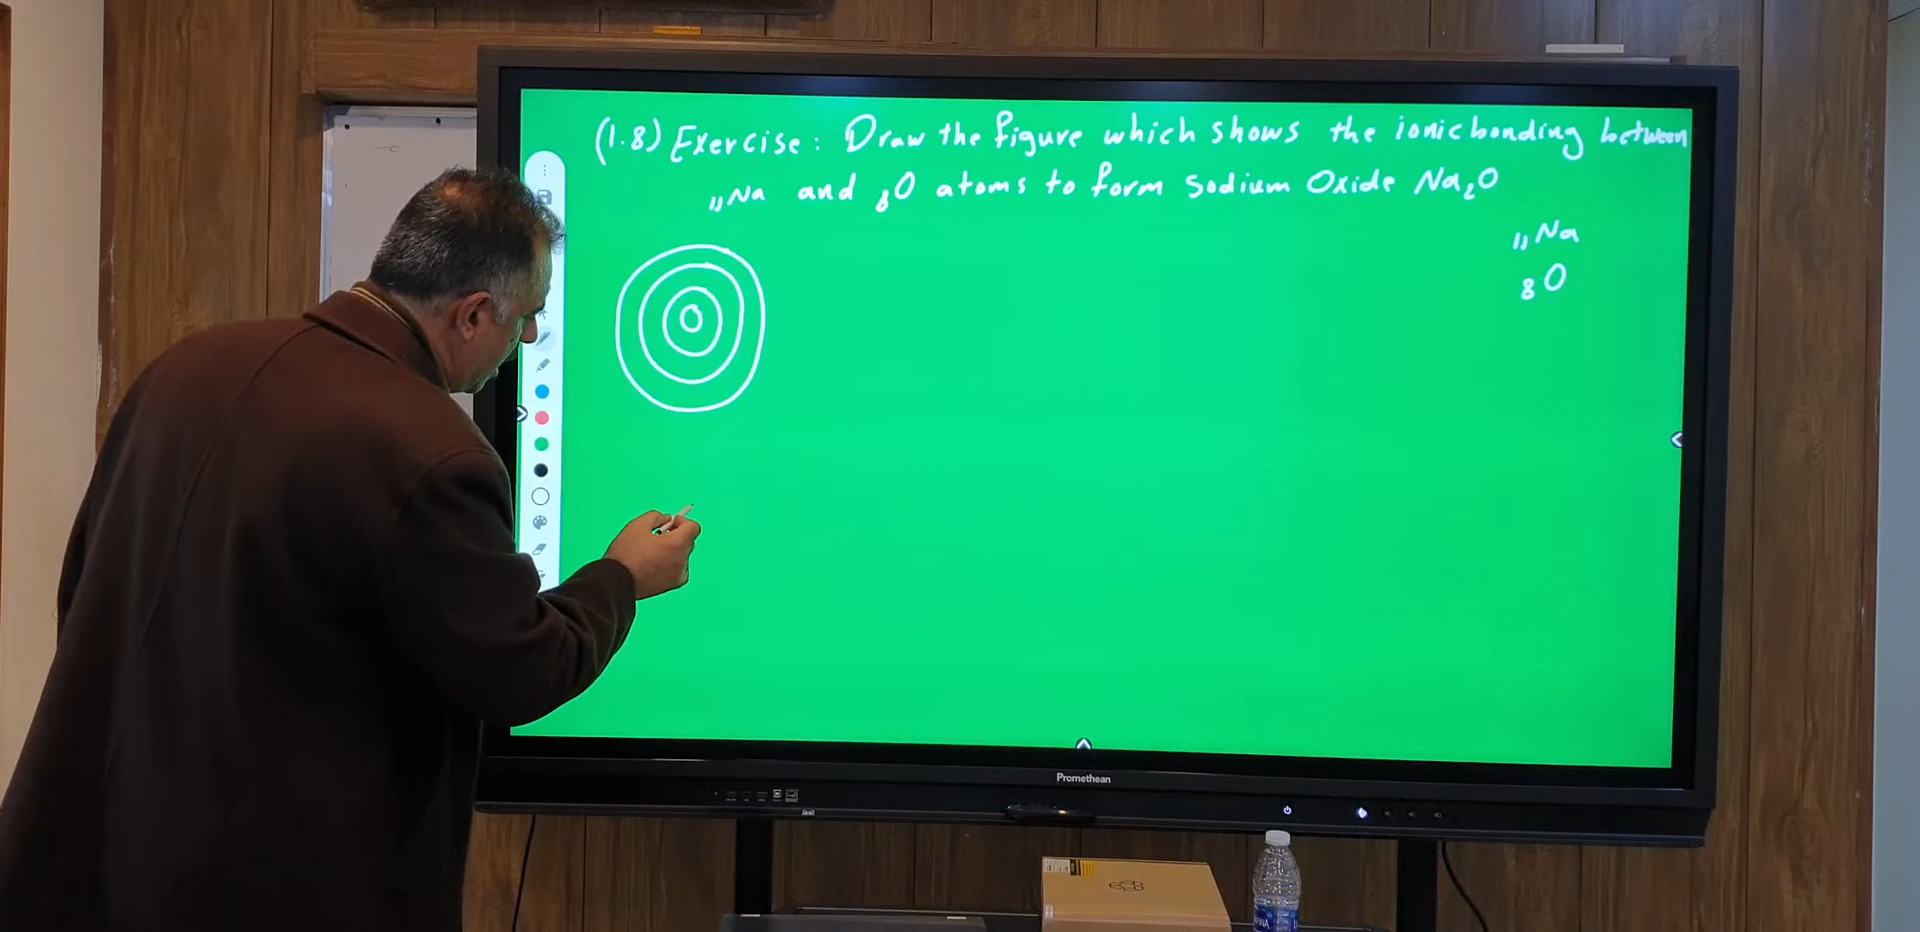 (1.8) Exercise: Draw the figure which shows the ionic bonding between
₁₁Na and ₈O atoms to form Sodium Oxide Na₂O
₁₁Na
₈O
Promethean